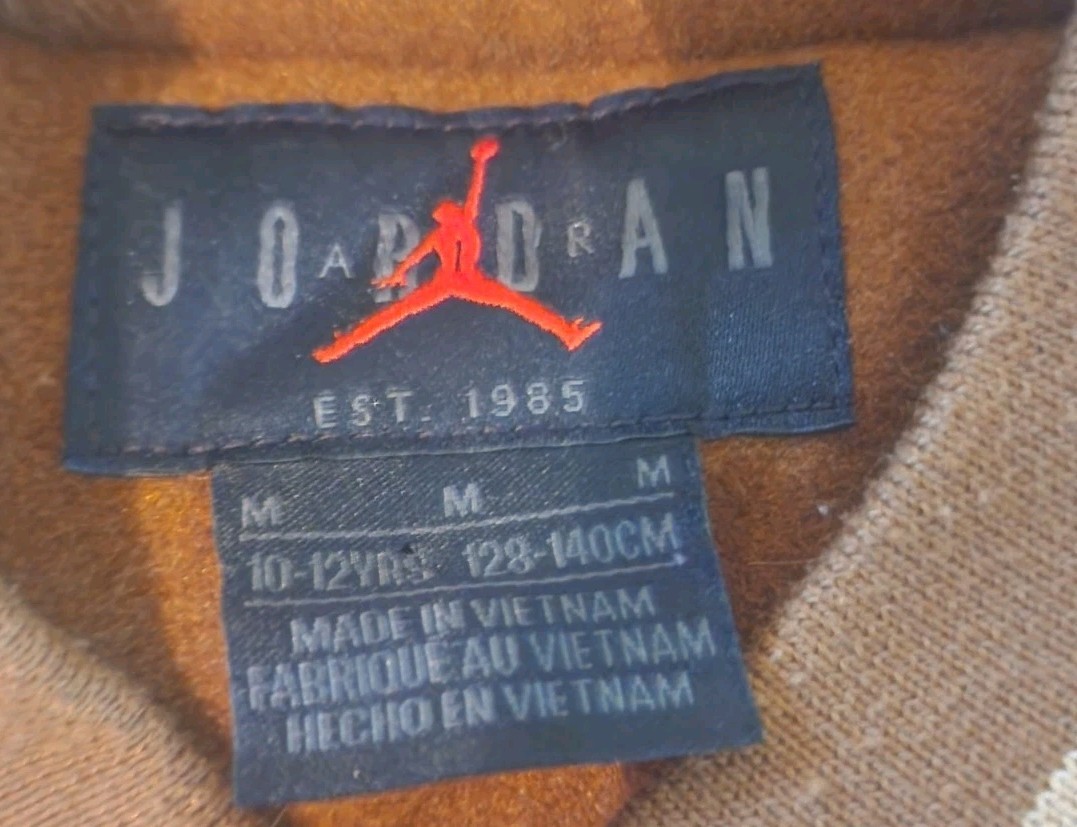 JORDAN
AIR
EST. 1985
M M M
10-12YRS 128-140CM
MADE IN VIETNAM
FABRIQUE AU VIETNAM
HECHO EN VIETNAM